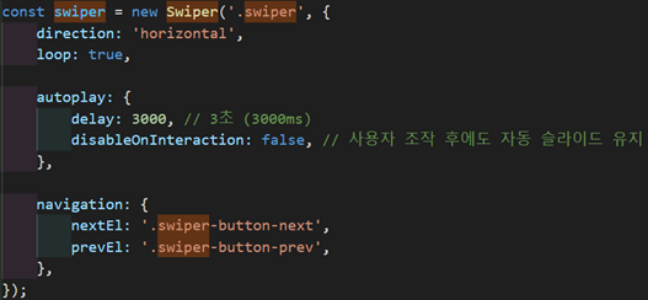 const swiper = new Swiper('.swiper', {
    direction: 'horizontal',
    loop: true,

    autoplay: {
        delay: 3000, // 3초 (3000ms)
        disableOnInteraction: false, // 사용자 조작 후에도 자동 슬라이드 유지
    },

    navigation: {
        nextEl: '.swiper-button-next',
        prevEl: '.swiper-button-prev',
    },
});